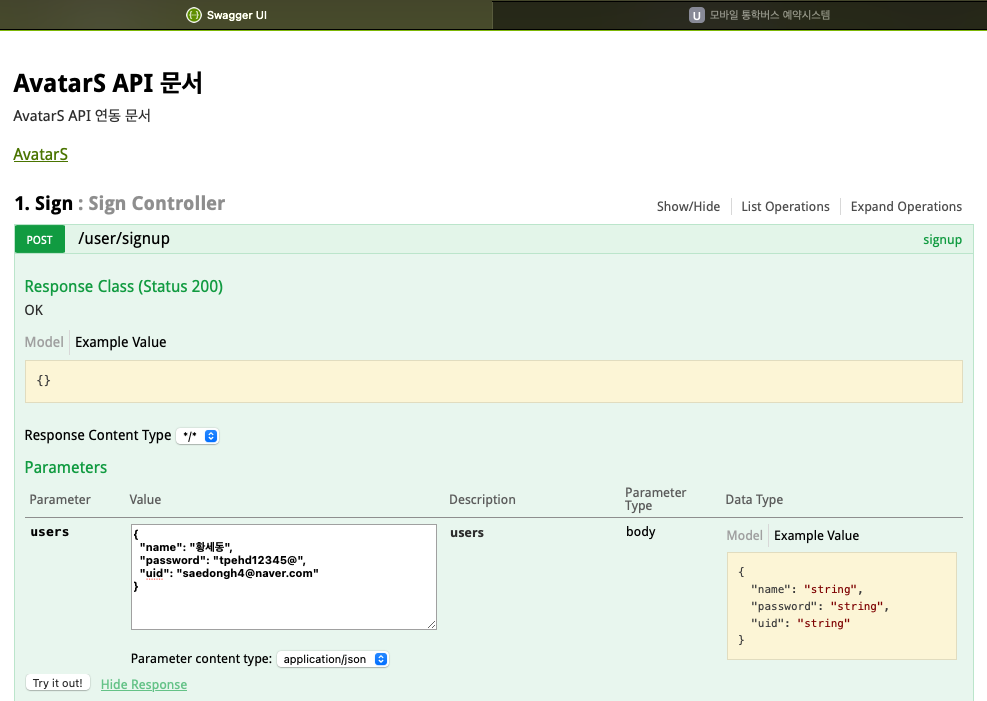 Swagger UI
U 모바일 통학버스 예약시스템
AvatarS API 문서
AvatarS API 연동 문서
AvatarS
1. Sign : Sign Controller
Show/Hide List Operations Expand Operations
POST /user/signup signup
Response Class (Status 200)
OK
Model Example Value
{}
Response Content Type */*
Parameters
Parameter Value Description Parameter Type Data Type
users
{
"name": "황세동",
"password": "tpehd12345@",
"uid": "saedongh4@naver.com"
}
users
body
Model Example Value
{
"name": "string",
"password": "string",
"uid": "string"
}
Parameter content type: application/json
Try it out! Hide Response